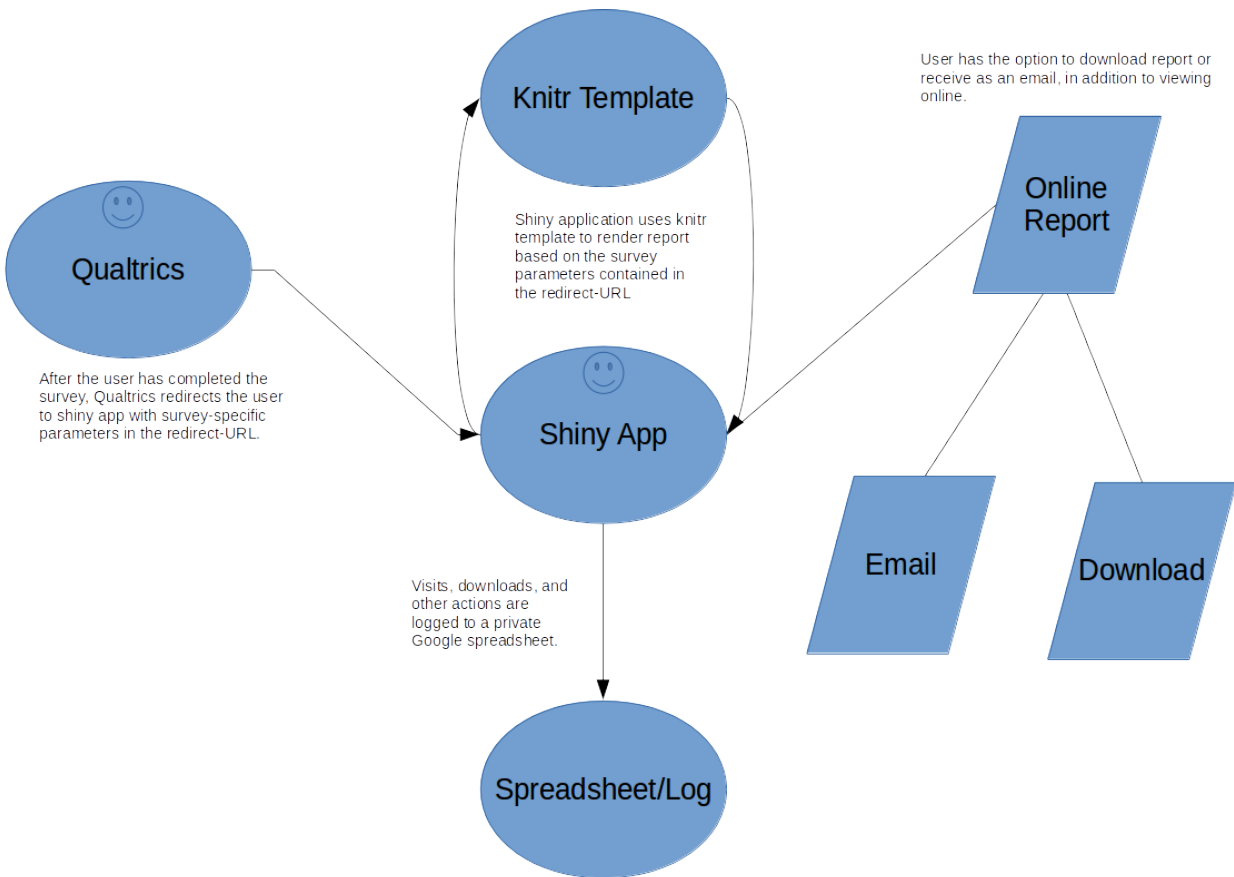 Knitr Template
User has the option to download report or
receive as an email, in addition to viewing
online.
Online
Report
Qualtrics
Shiny application uses knitr
template to render report
based on the survey
parameters contained in
the redirect-URL
After the user has completed the
survey, Qualtrics redirects the user
to shiny app with survey-specific
parameters in the redirect-URL.
Shiny App
Email
Download
Visits, downloads, and
other actions are
logged to a private
Google spreadsheet.
Spreadsheet/Log